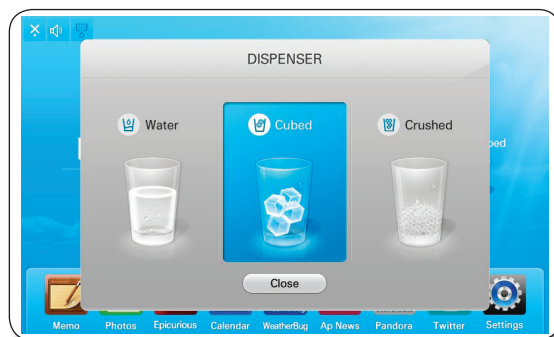 DISPENSER
Water
Cubed
Crushed
Close
Memo
Photos
Epicurious
Calendar
WeatherBug
Ap News
Pandora
Twitter
Settings